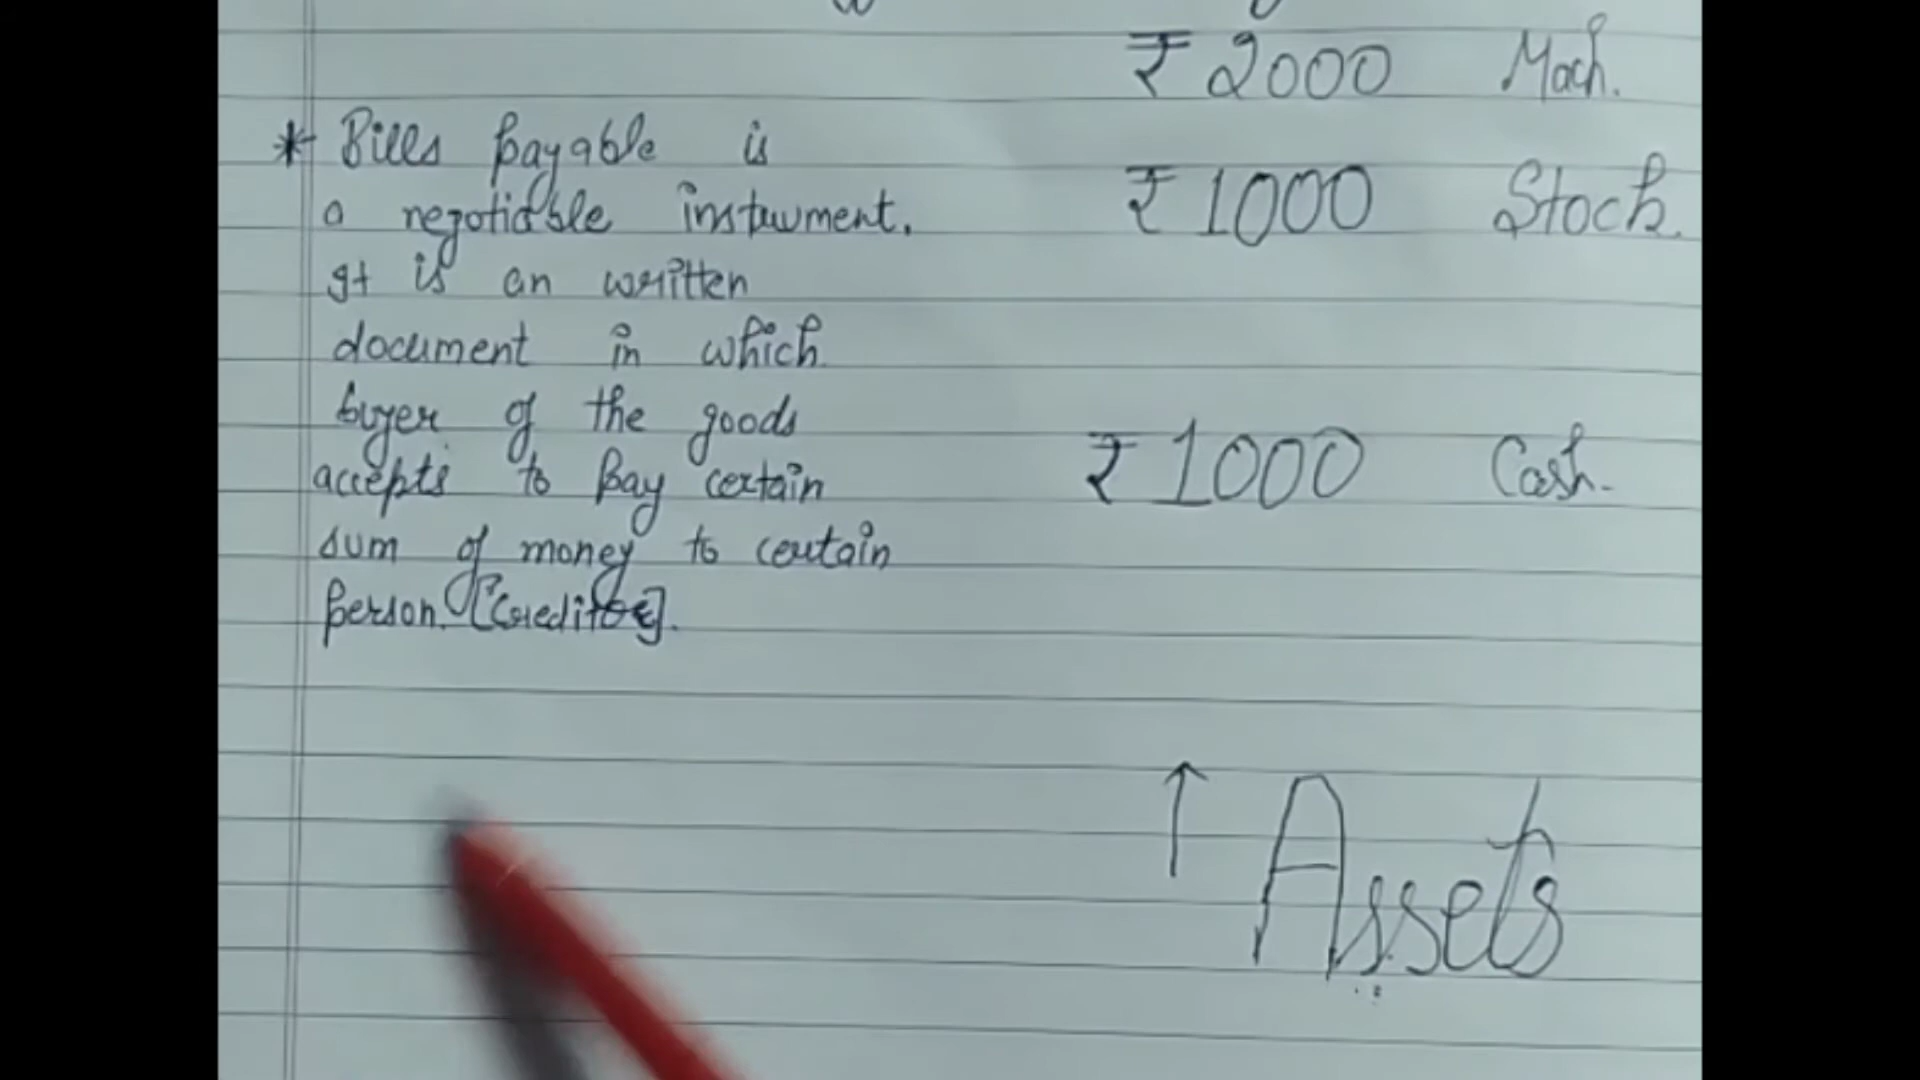 ₹ 2000 Mach.
* Bills payable is
a negotiable instrument.
₹ 1000 Stock.
It is an written
document in which
buyer of the goods
accepts to Pay certain
₹ 1000 Cash.
sum of money to certain
person. [Creditor].
↑ Assets